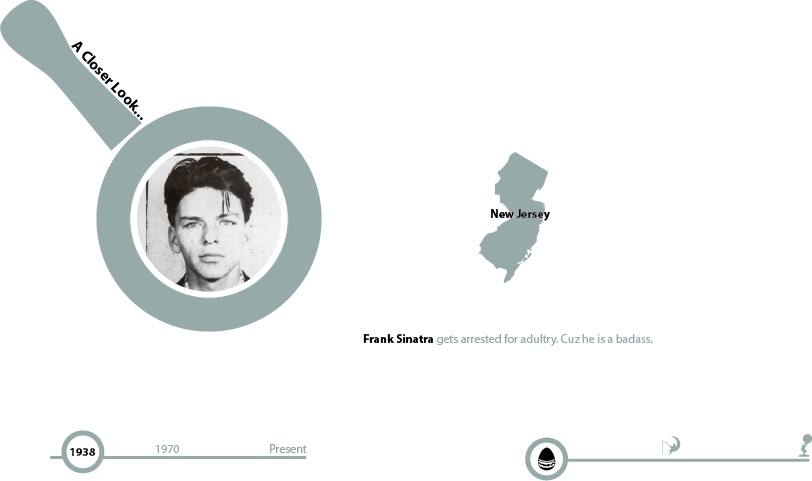 A Closer Look...
New Jersey
Frank Sinatra gets arrested for adultry. Cuz he is a badass.
1938 1970 Present